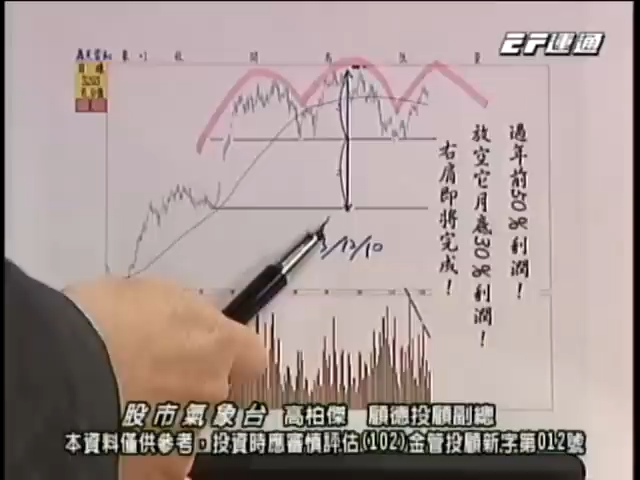 EF運通
過年前50%利潤!
放空它月底30%利潤!
右肩即將完成!
/12/10
股市氣象台 高柏傑 顧德投顧副總
本資料僅供參考,投資時應審慎評估(102)金管投顧新字第012號